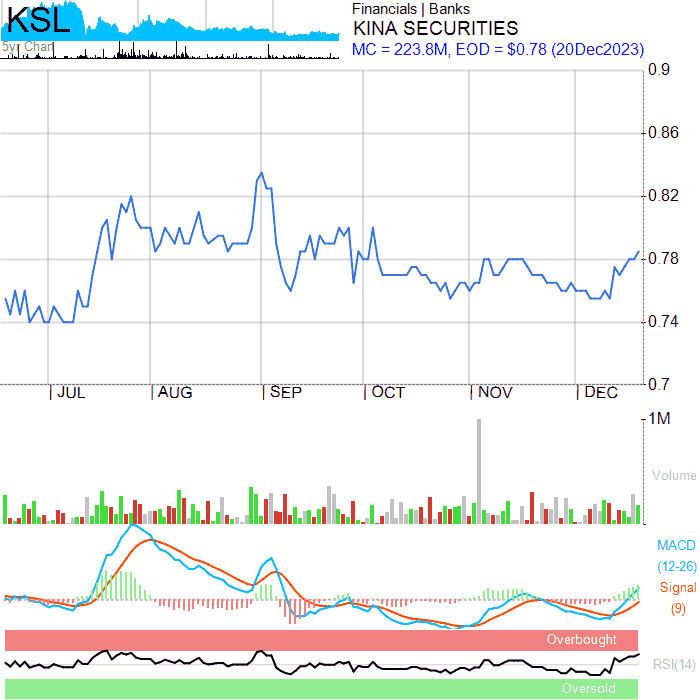 KSL
5yr Chart
Financials | Banks
KINA SECURITIES
MC = 223.8M, EOD = $0.78 (20Dec2023)
0.9
0.86
0.82
0.78
0.74
0.7
JUL AUG SEP OCT NOV DEC
1M
Volume
MACD
(12-26)
Signal
(9)
Overbought
RSI(14)
Oversold